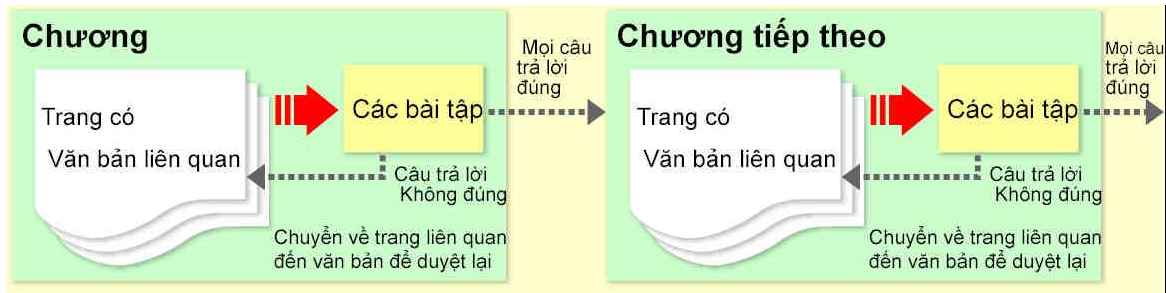 Chương
Trang có
Văn bản liên quan
Các bài tập
Mọi câu
trả lời
đúng
Câu trả lời
Không đúng
Chuyển về trang liên quan
đến văn bản để duyệt lại
Chương tiếp theo
Trang có
Văn bản liên quan
Các bài tập
Mọi câu
trả lời
đúng
Câu trả lời
Không đúng
Chuyển về trang liên quan
đến văn bản để duyệt lại